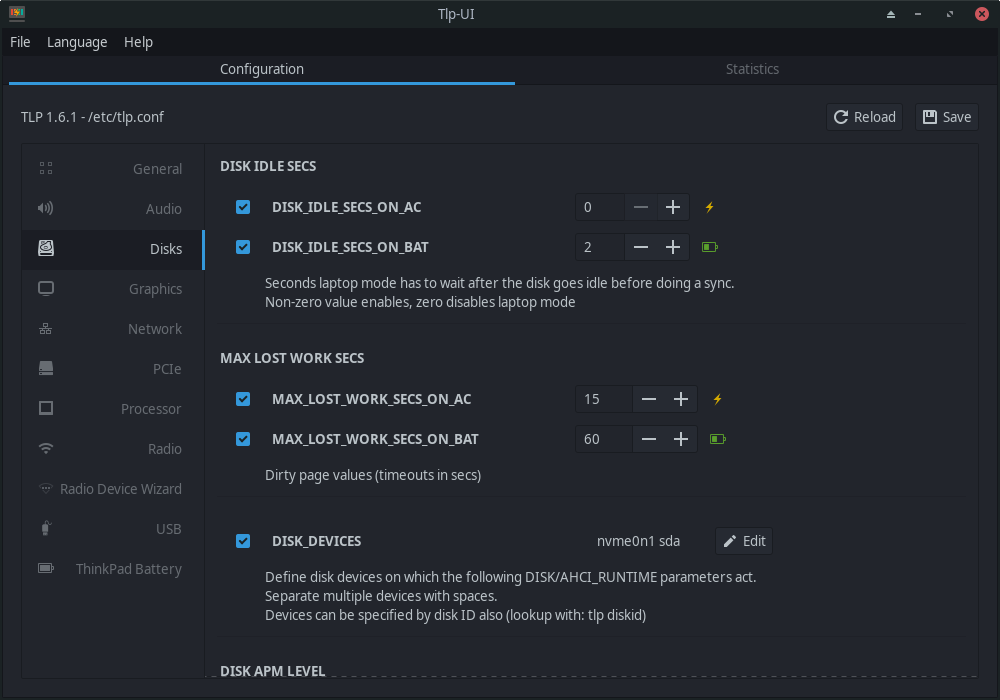 Tlp-UI
File Language Help
Configuration Statistics
TLP 1.6.1 - /etc/tlp.conf Reload Save
General
Audio
Disks
Graphics
Network
PCIe
Processor
Radio
Radio Device Wizard
USB
ThinkPad Battery
DISK IDLE SECS
DISK_IDLE_SECS_ON_AC 0
DISK_IDLE_SECS_ON_BAT 2
Seconds laptop mode has to wait after the disk goes idle before doing a sync.
Non-zero value enables, zero disables laptop mode
MAX LOST WORK SECS
MAX_LOST_WORK_SECS_ON_AC 15
MAX_LOST_WORK_SECS_ON_BAT 60
Dirty page values (timeouts in secs)
DISK_DEVICES nvme0n1 sda Edit
Define disk devices on which the following DISK/AHCI_RUNTIME parameters act.
Separate multiple devices with spaces.
Devices can be specified by disk ID also (lookup with: tlp diskid)
DISK APM LEVEL